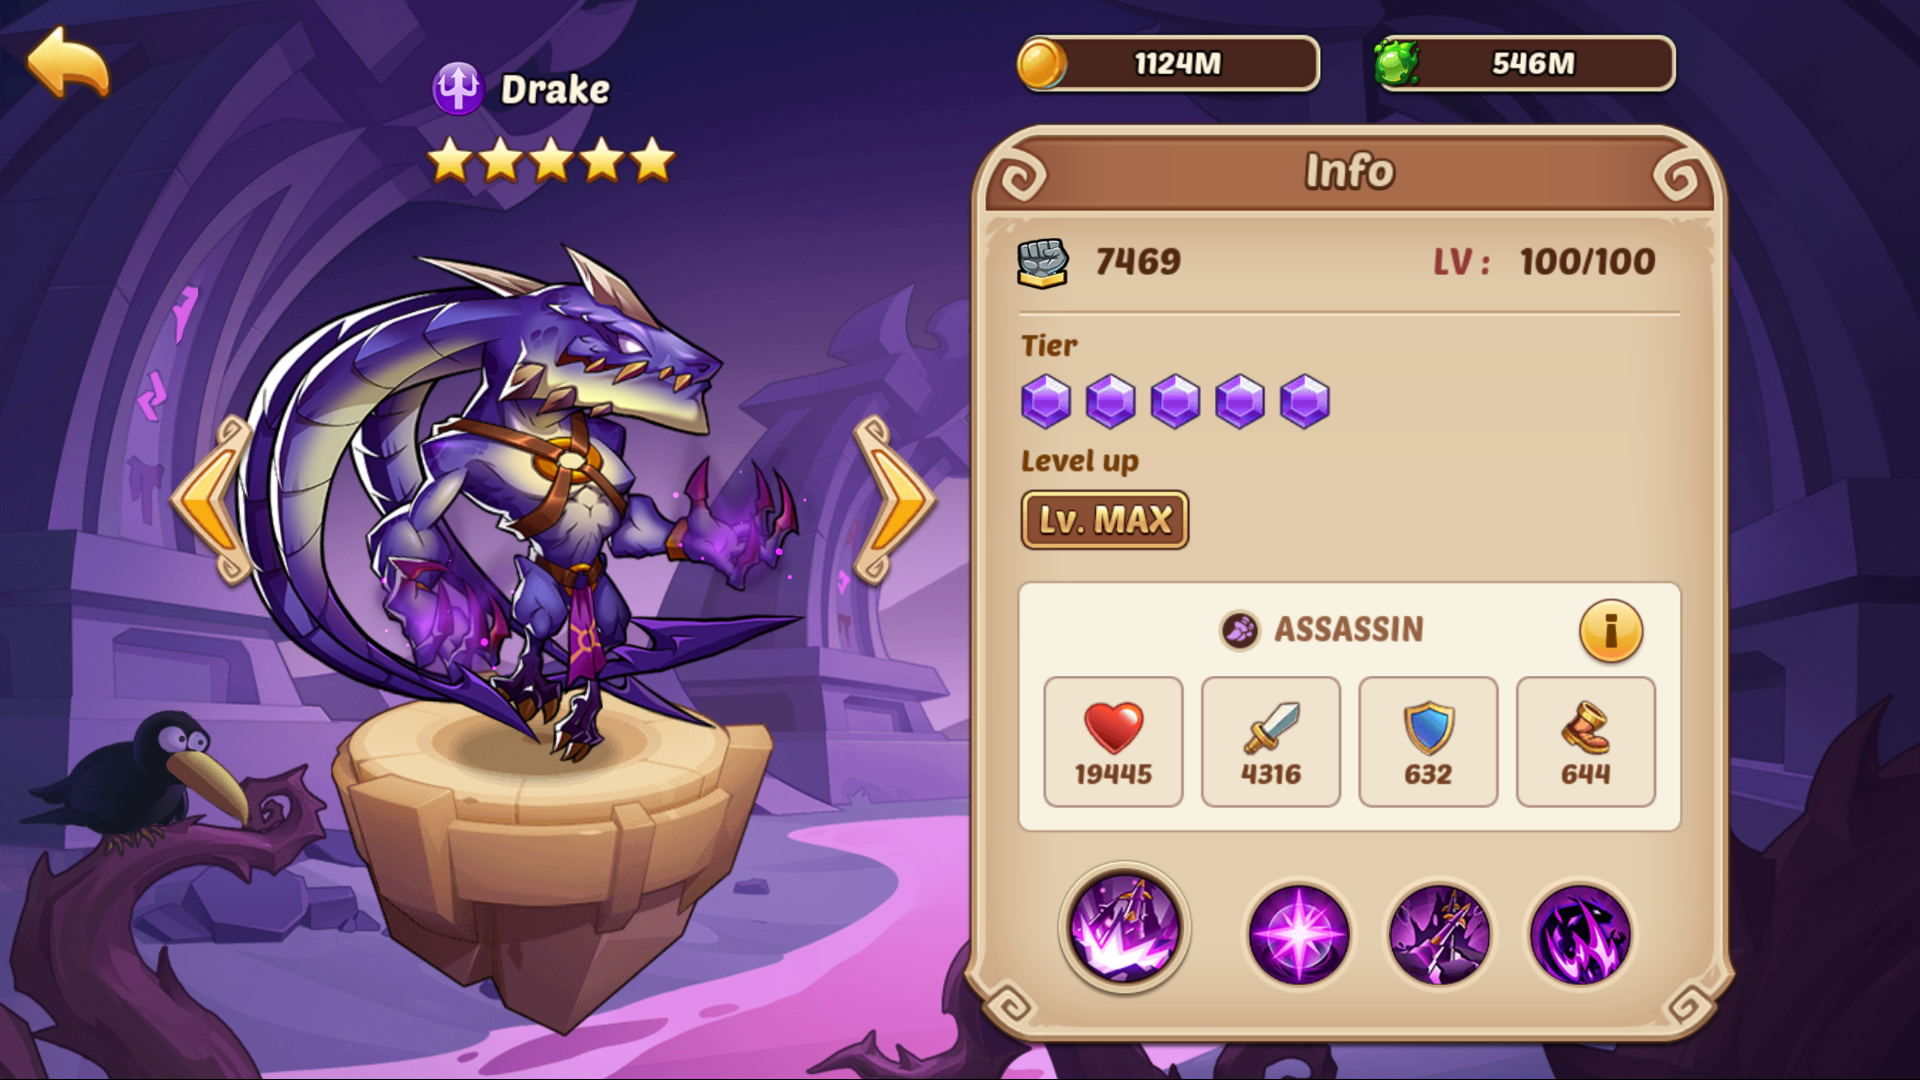 Drake
1124M
546M
Info
7469
LV : 100/100
Tier
Level up
Lv. MAX
ASSASSIN
19445
4316
632
644